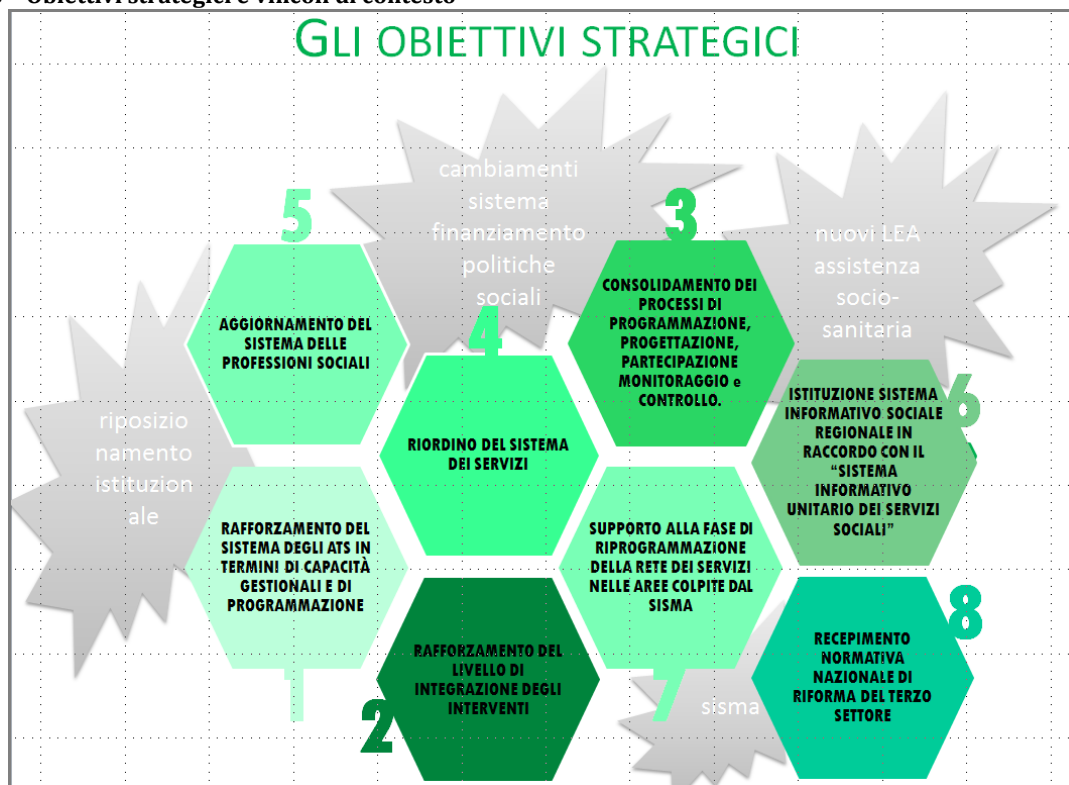 Obiettivi strategici e vincoli di contesto
GLI OBIETTIVI STRATEGICI
cambiamenti
sistema
finanziamento
politiche
sociali
nuovi LEA
assistenza
socio-
sanitaria
riposizio
namento
istituzion
ale
sisma
5
AGGIORNAMENTO DEL
SISTEMA DELLE
PROFESSIONI SOCIALI
4
RIORDINO DEL SISTEMA
DEI SERVIZI
3
CONSOLIDAMENTO DEI
PROCESSI DI
PROGRAMMAZIONE,
PROGETTAZIONE,
PARTECIPAZIONE
MONITORAGGIO e
CONTROLLO.
6
ISTITUZIONE SISTEMA
INFORMATIVO SOCIALE
REGIONALE IN
RACCORDO CON IL
“SISTEMA
INFORMATIVO
UNITARIO DEI SERVIZI
SOCIALI”
RAFFORZAMENTO DEL
SISTEMA DEGLI ATS IN
TERMINI DI CAPACITÀ
GESTIONALI E DI
PROGRAMMAZIONE
1
2
RAFFORZAMENTO DEL
LIVELLO DI
INTEGRAZIONE DEGLI
INTERVENTI
SUPPORTO ALLA FASE DI
RIPROGRAMMAZIONE
DELLA RETE DEI SERVIZI
NELLE AREE COLPITE DAL
SISMA
7
8
RECEPIMENTO
NORMATIVA
NAZIONALE DI
RIFORMA DEL TERZO
SETTORE